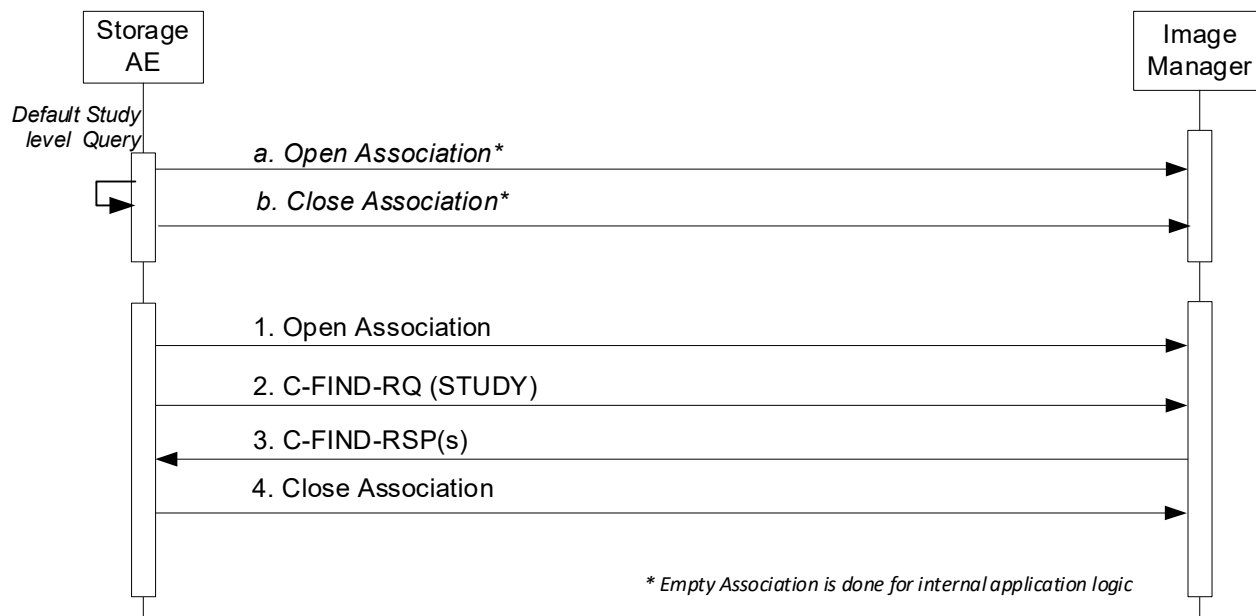 Storage
AE
Image
Manager
Default Study
level Query
a. Open Association*
b. Close Association*
1. Open Association
2. C-FIND-RQ (STUDY)
3. C-FIND-RSP(s)
4. Close Association
* Empty Association is done for internal application logic